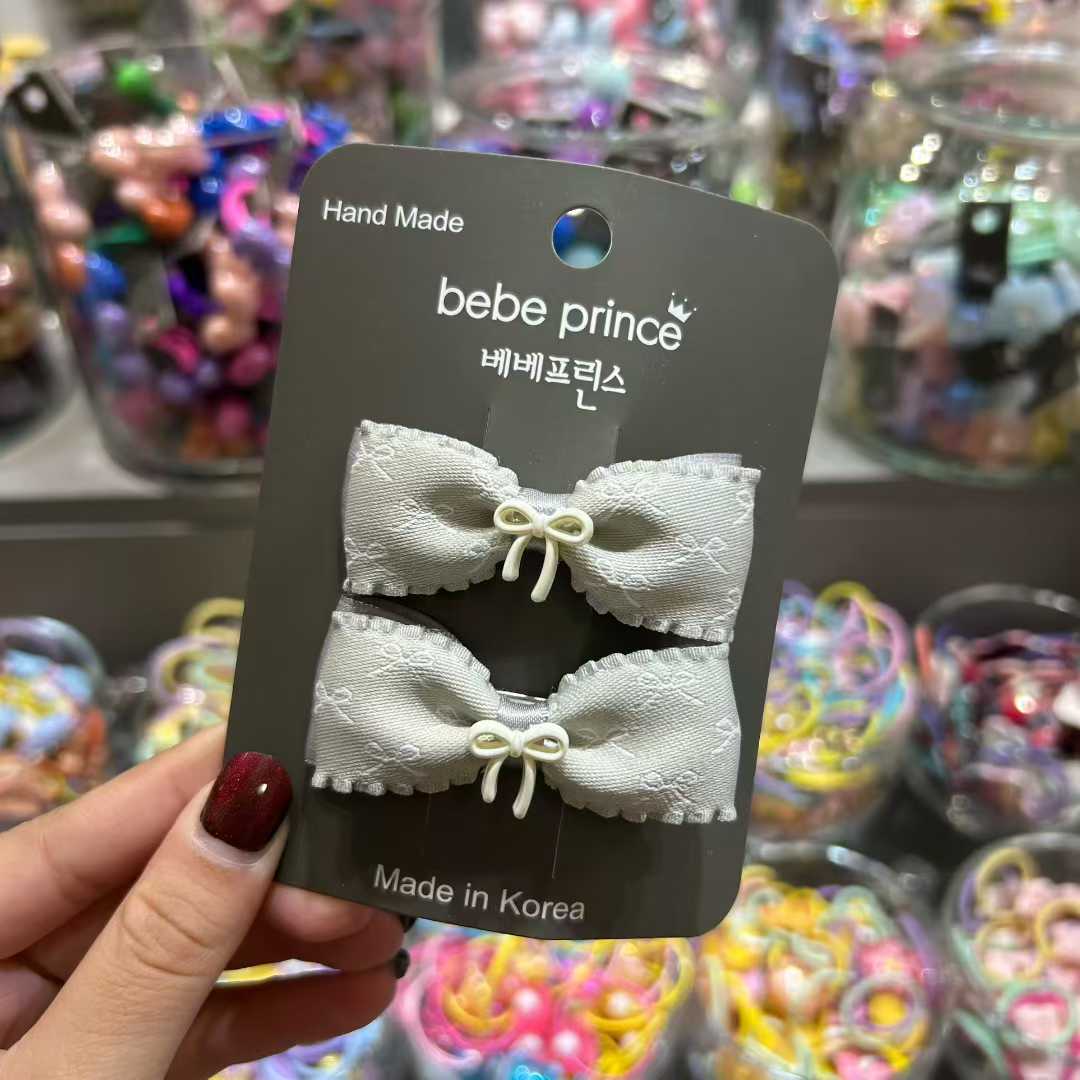 Hand Made
bebe prince
베베프린스
Made in Korea